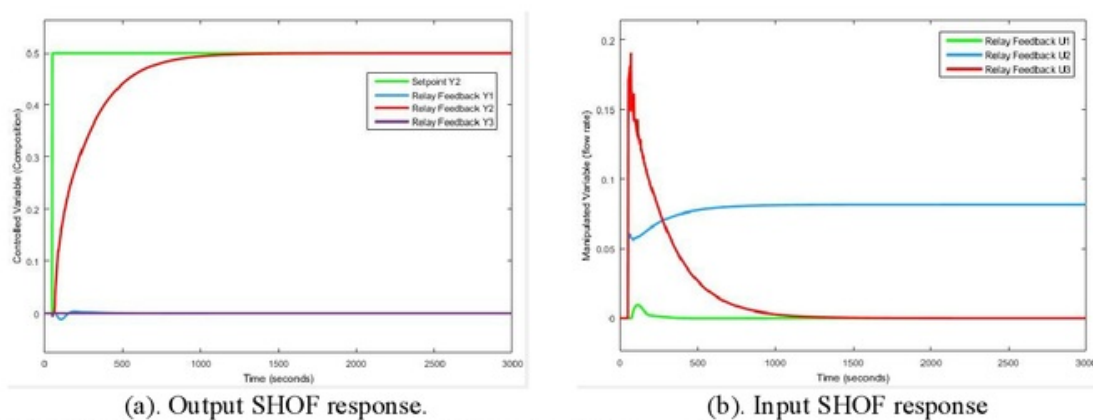 0.5
0.4
0.3
0.2
0.1
0
0 500 1000 1500 2000 2500 3000
Controlled Variable (Composition)
Time (seconds)
Setpoint Y2
Relay Feedback Y1
Relay Feedback Y2
Relay Feedback Y3
(a). Output SHOF response.
0.2
0.15
0.1
0.05
0
0 500 1000 1500 2000 2500 3000
Manipulated Variable (flow rate)
Time (seconds)
Relay Feedback U1
Relay Feedback U2
Relay Feedback U3
(b). Input SHOF response